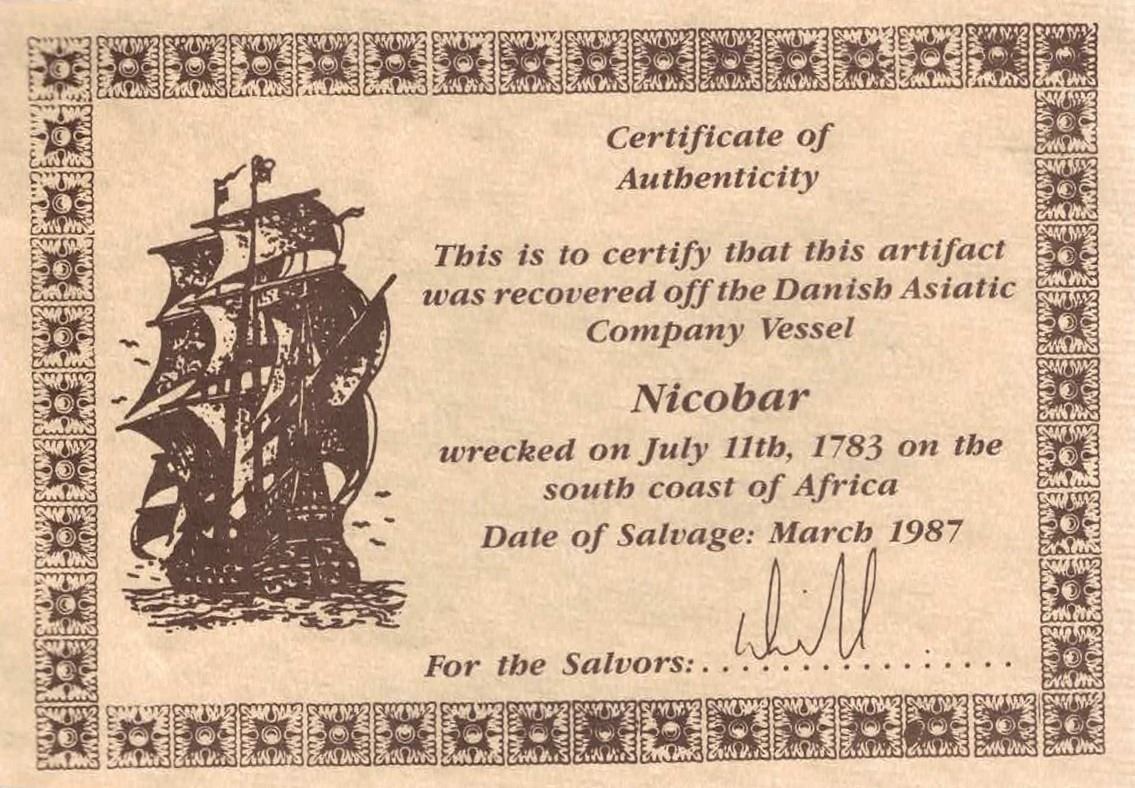 Certificate of
Authenticity
This is to certify that this artifact
was recovered off the Danish Asiatic
Company Vessel
Nicobar
wrecked on July 11th, 1783 on the
south coast of Africa
Date of Salvage: March 1987
For the Salvors:................